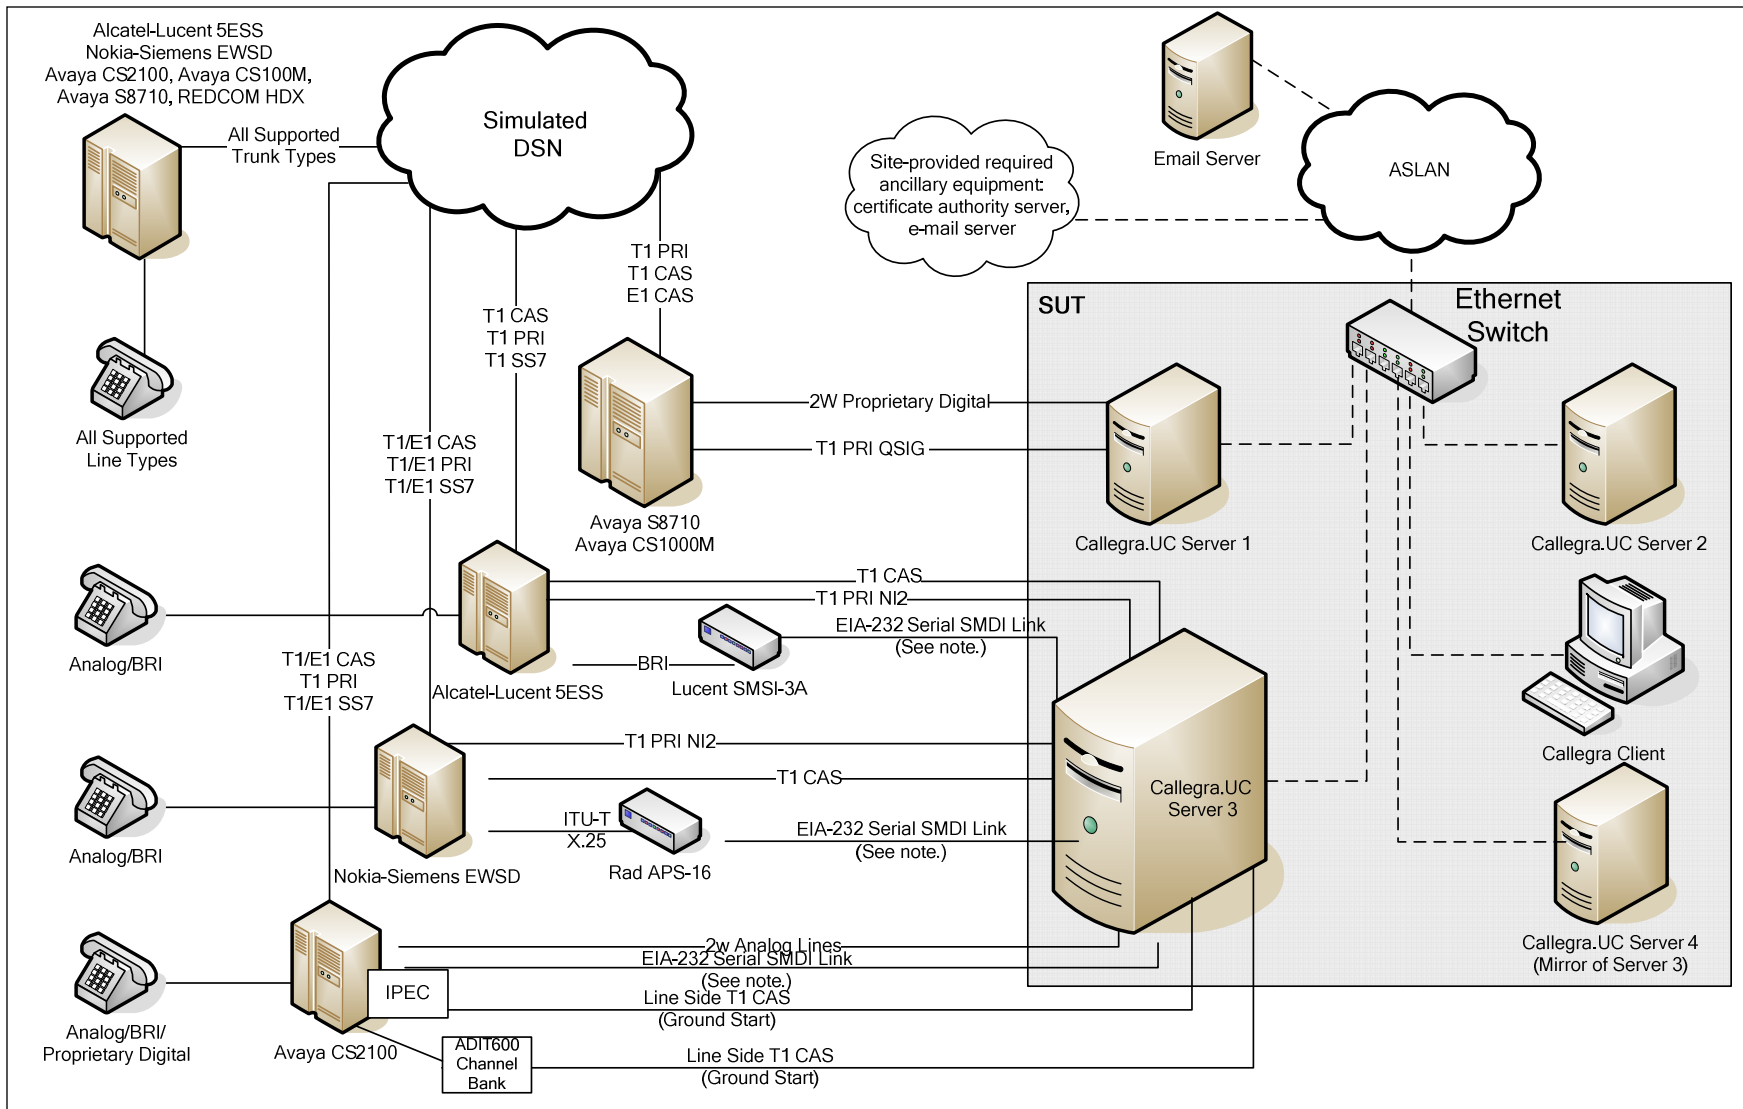 Alcatel-Lucent 5ESS
Nokia-Siemens EWSD
Avaya CS2100, Avaya CS100M,
Avaya S8710, REDCOM HDX
All Supported
Trunk Types
Simulated
DSN
Email Server
ASLAN
Site-provided required
ancillary equipment:
certificate authority server,
e-mail server
T1 PRI
T1 CAS
E1 CAS
T1 CAS
T1 PRI
T1 SS7
SUT
Ethernet
Switch
All Supported
Line Types
2W Proprietary Digital
T1 PRI QSIG
T1/E1 CAS
T1/E1 PRI
T1/E1 SS7
Avaya S8710
Avaya CS1000M
Callegra.UC Server 1
Callegra.UC Server 2
T1 CAS
T1 PRI NI2
EIA-232 Serial SMDI Link
(See note.)
Analog/BRI
T1/E1 CAS
T1 PRI
T1/E1 SS7
BRI
Alcatel-Lucent 5ESS
Lucent SMSI-3A
T1 PRI NI2
T1 CAS
Callegra Client
Callegra.UC
Server 3
ITU-T
X.25
EIA-232 Serial SMDI Link
(See note.)
Analog/BRI
Nokia-Siemens EWSD
Rad APS-16
2w Analog Lines
EIA-232 Serial SMDI Link
(See note.)
Callegra.UC Server 4
(Mirror of Server 3)
IPEC
Line Side T1 CAS
(Ground Start)
Analog/BRI/
Proprietary Digital
Avaya CS2100
ADIT600
Channel
Bank
Line Side T1 CAS
(Ground Start)